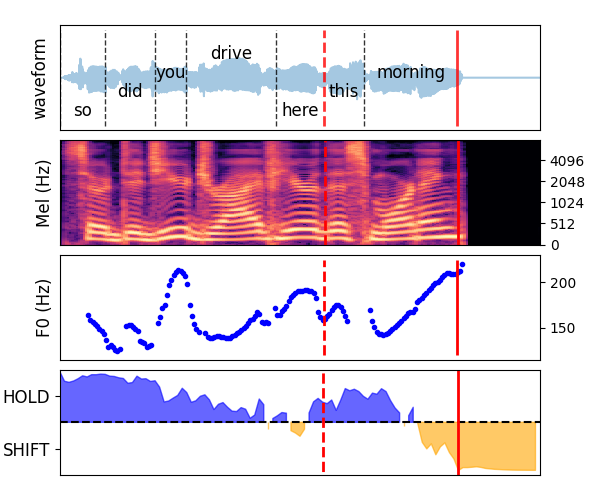 waveform
so
did
you
drive
here
this
morning
Mel (Hz)
4096
2048
1024
512
0
F0 (Hz)
200
150
HOLD
SHIFT